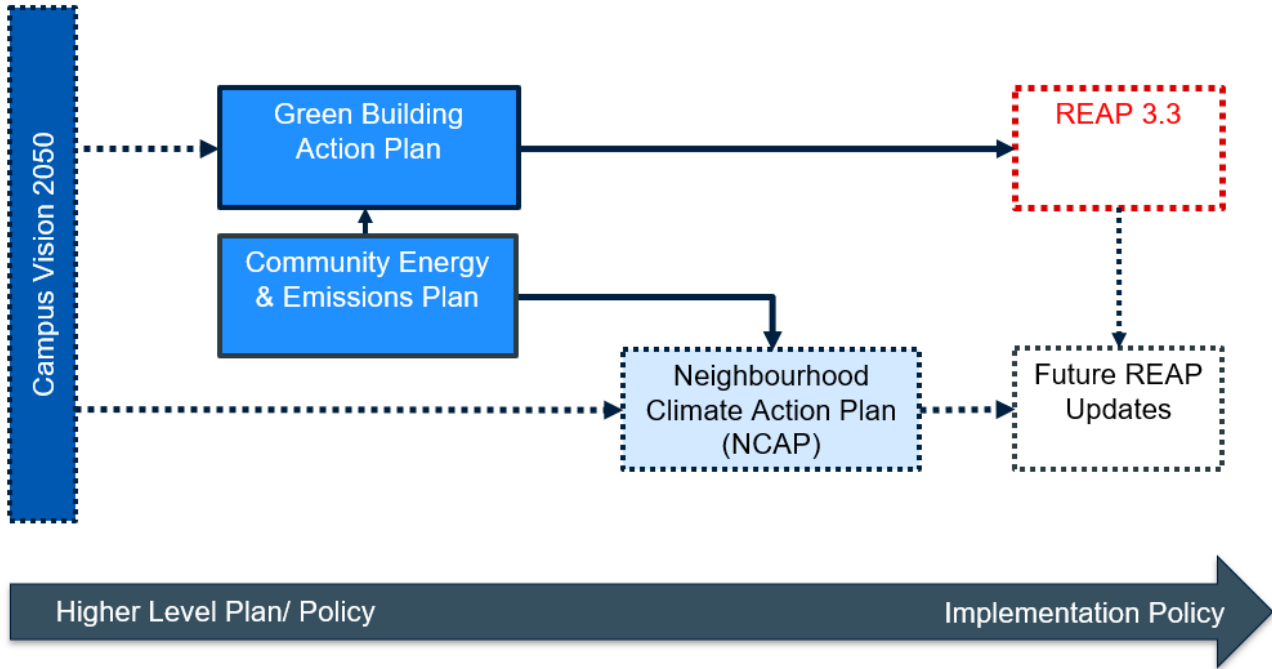 Campus Vision 2050
Green Building
Action Plan
REAP 3.3
Community Energy
& Emissions Plan
Neighbourhood
Climate Action Plan
(NCAP)
Future REAP
Updates
Higher Level Plan/ Policy
Implementation Policy